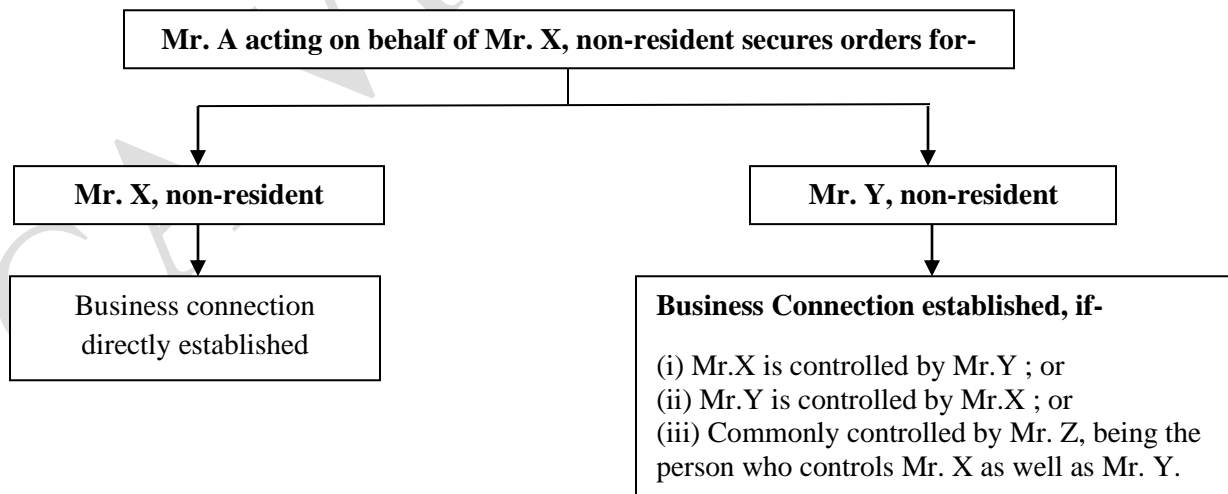 Mr. A acting on behalf of Mr. X, non-resident secures orders for-
Mr. X, non-resident
Mr. Y, non-resident
Business connection
directly established
Business Connection established, if-
(i) Mr.X is controlled by Mr.Y ; or
(ii) Mr.Y is controlled by Mr.X ; or
(iii) Commonly controlled by Mr. Z, being the
person who controls Mr. X as well as Mr. Y.